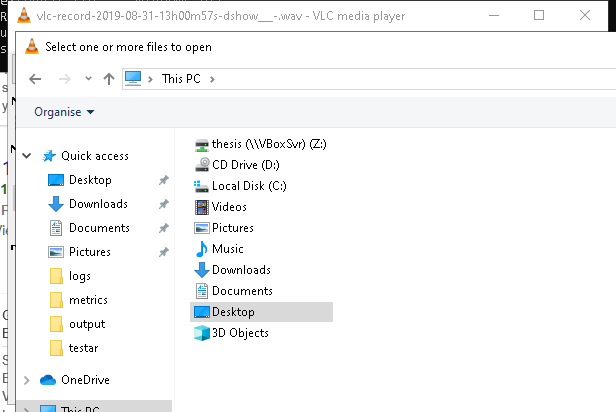 vlc-record-2019-08-31-13h00m57s-dshow___-.wav - VLC media player
Select one or more files to open
This PC
Organise
Quick access
Desktop
Downloads
Documents
Pictures
logs
metrics
output
testar
OneDrive
This PC
thesis (\\VBoxSvr) (Z:)
CD Drive (D:)
Local Disk (C:)
Videos
Pictures
Music
Downloads
Documents
Desktop
3D Objects